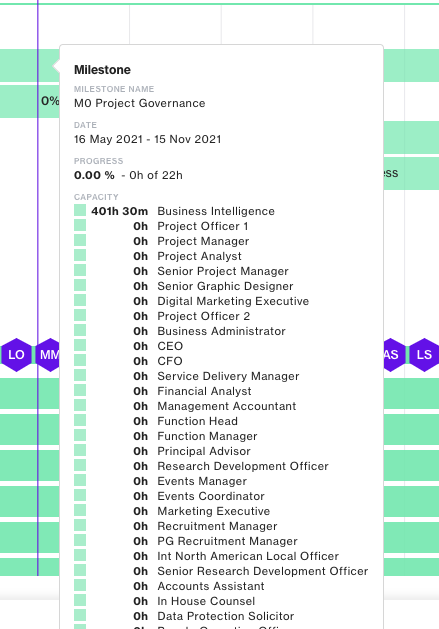 Milestone
MILESTONE NAME
M0 Project Governance
DATE
16 May 2021 - 15 Nov 2021
PROGRESS
0.00 % - 0h of 22h
CAPACITY
401h 30m Business Intelligence
0h Project Officer 1
0h Project Manager
0h Project Analyst
0h Senior Project Manager
0h Senior Graphic Designer
0h Digital Marketing Executive
0h Project Officer 2
0h Business Administrator
0h CEO
0h CFO
0h Service Delivery Manager
0h Financial Analyst
0h Management Accountant
0h Function Head
0h Function Manager
0h Principal Advisor
0h Research Development Officer
0h Events Manager
0h Events Coordinator
0h Marketing Executive
0h Recruitment Manager
0h PG Recruitment Manager
0h Int North American Local Officer
0h Senior Research Development Officer
0h Accounts Assistant
0h In House Counsel
0h Data Protection Solicitor
0%
ess
LO
MM
AS
LS